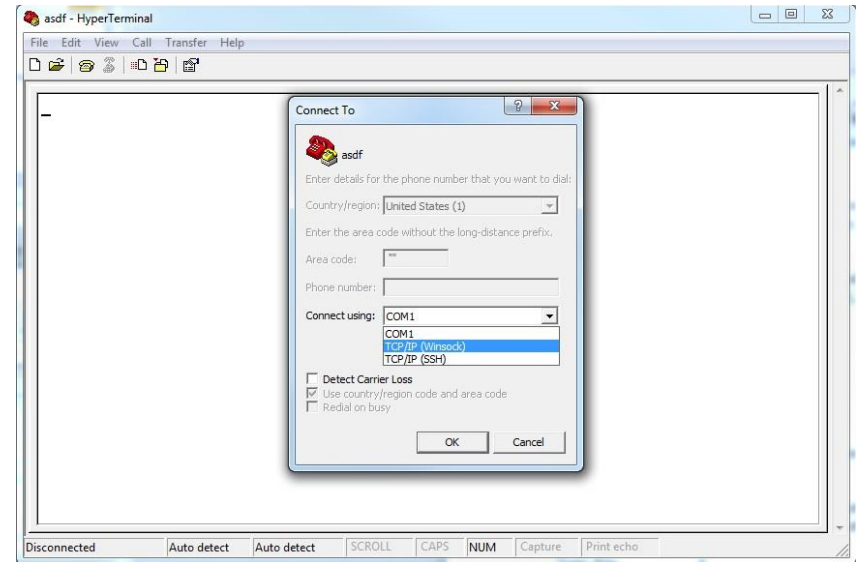 asdf - HyperTerminal
File Edit View Call Transfer Help
Connect To
asdf
Enter details for the phone number that you want to dial:
Country/region: United States (1)
Enter the area code without the long-distance prefix.
Area code:
Phone number:
Connect using: COM1
COM1
TCP/IP (Winsock)
TCP/IP (SSH)
Detect Carrier Loss
Use country/region code and area code
Redial on busy
OK Cancel
Disconnected Auto detect Auto detect SCROLL CAPS NUM Capture Print echo